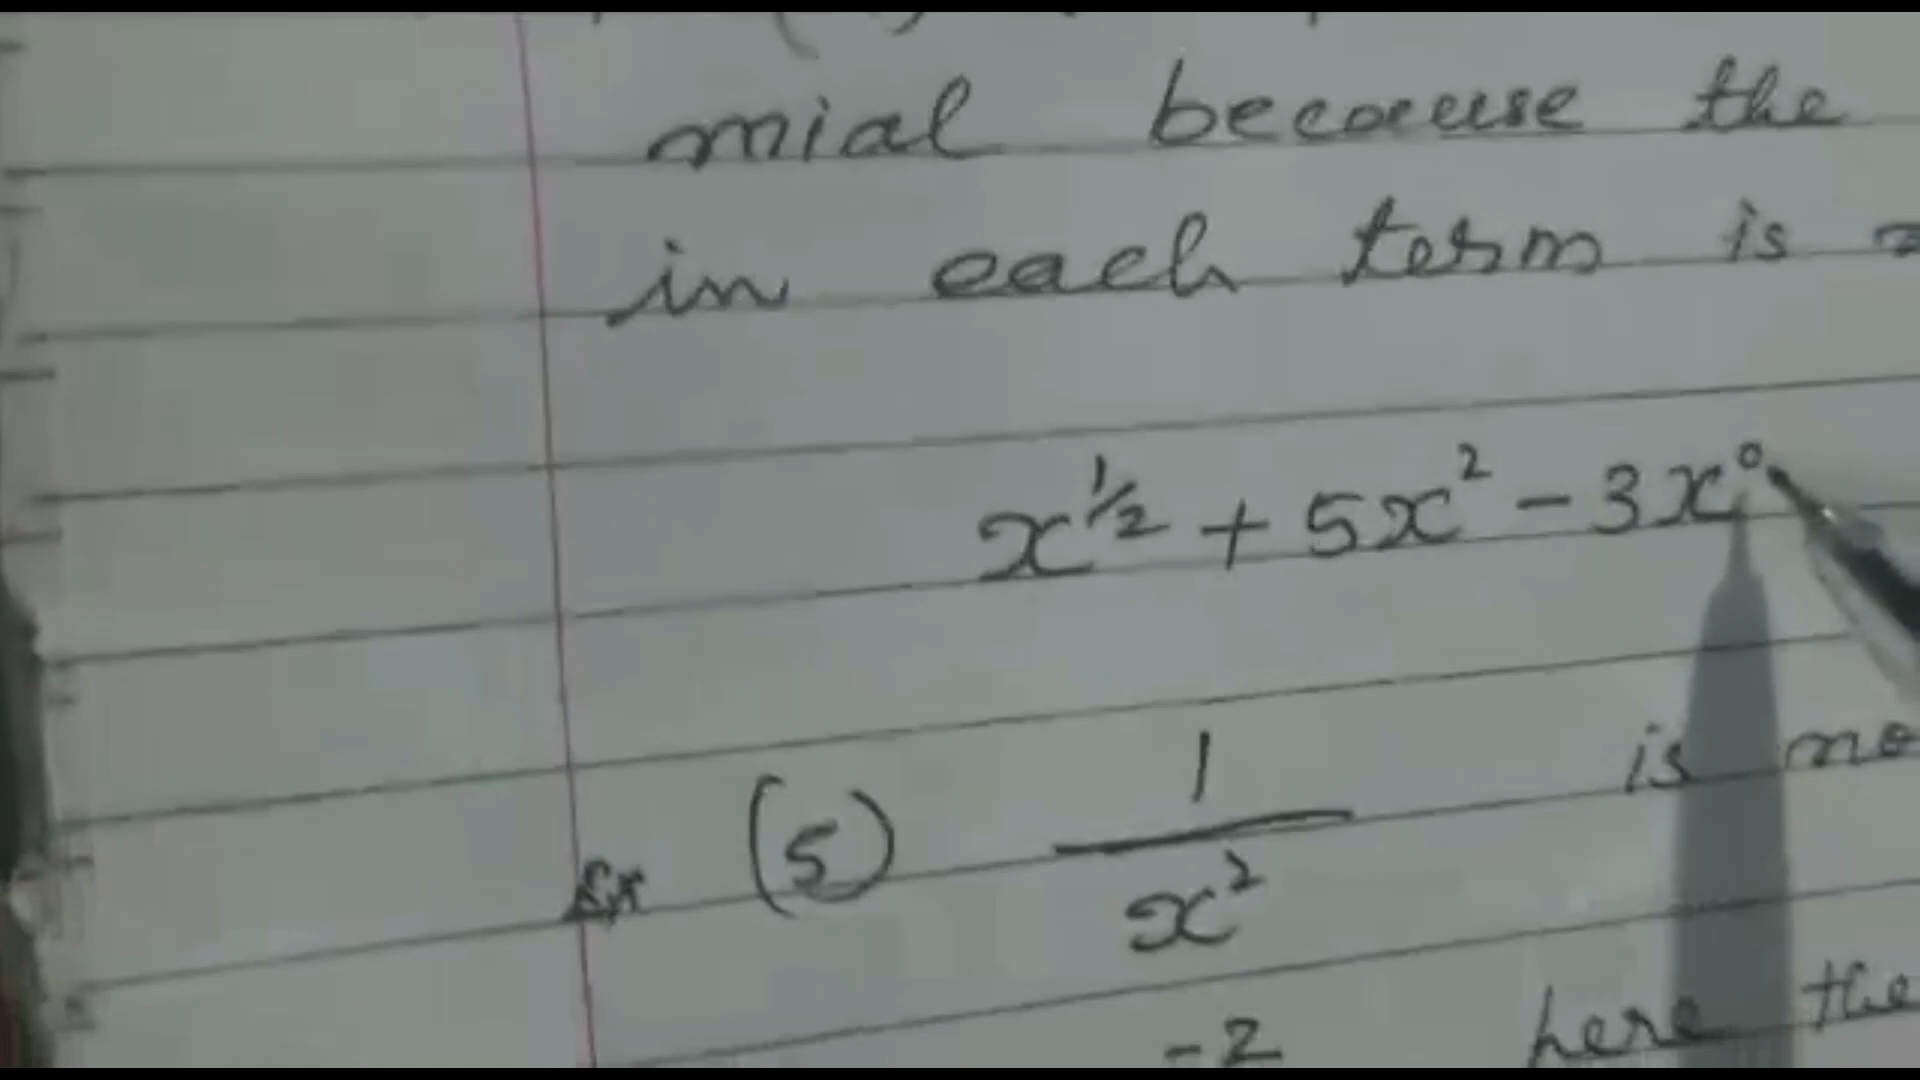 mial because the
in each term is
x^{1/2} + 5x^2 - 3x^0
Ex (5) 1/x^2 is
-2 here the